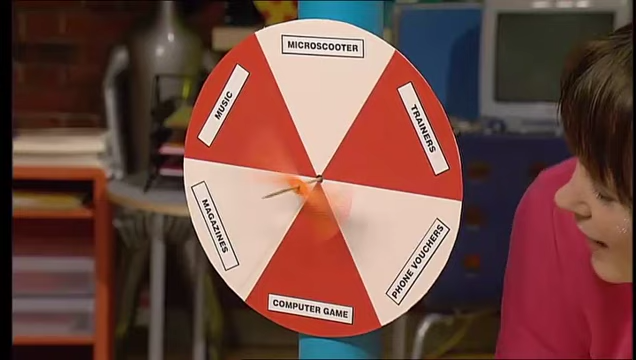 MICROSCOOTER
MUSIC
TRAINERS
MAGAZINES
PHONE VOUCHERS
COMPUTER GAME